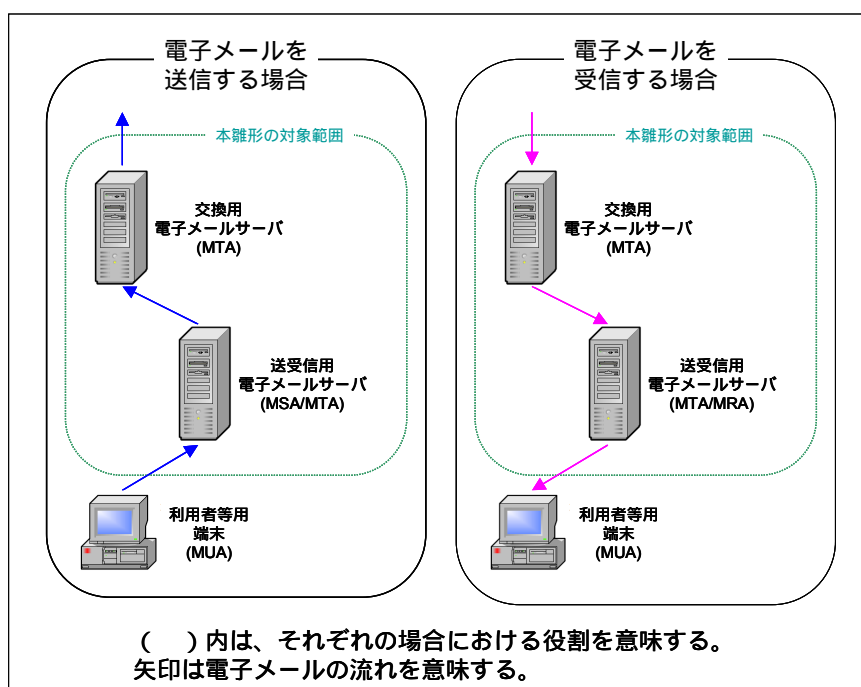 電子メールを
送信する場合
本雛形の対象範囲
交換用
電子メールサーバ
(MTA)
送受信用
電子メールサーバ
(MSA/MTA)
利用者等用
端末
(MUA)
電子メールを
受信する場合
本雛形の対象範囲
交換用
電子メールサーバ
(MTA)
送受信用
電子メールサーバ
(MTA/MRA)
利用者等用
端末
(MUA)
(　)内は、それぞれの場合における役割を意味する。
矢印は電子メールの流れを意味する。